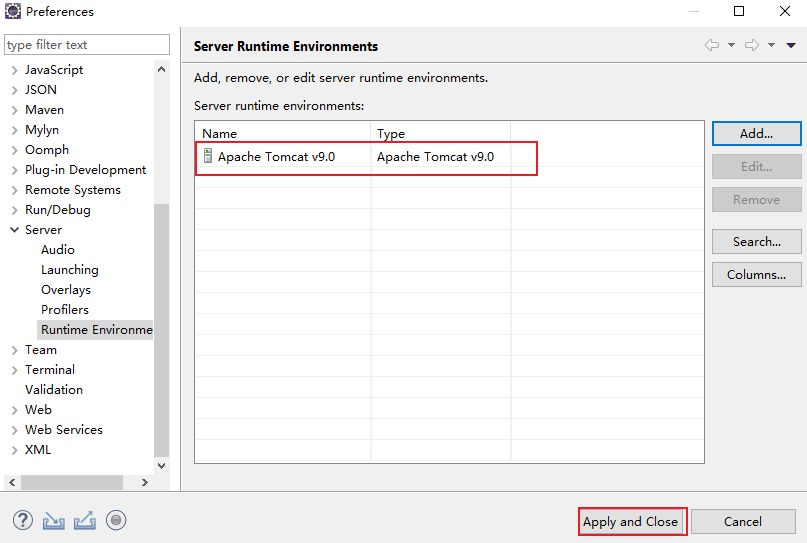 Preferences
type filter text
JavaScript
JSON
Maven
Mylyn
Oomph
Plug-in Development
Remote Systems
Run/Debug
Server
Audio
Launching
Overlays
Profilers
Runtime Environme
Team
Terminal
Validation
Web
Web Services
XML
Server Runtime Environments
Add, remove, or edit server runtime environments.
Server runtime environments:
Name Type
Apache Tomcat v9.0 Apache Tomcat v9.0
Add...
Edit...
Remove
Search...
Columns...
?
Apply and Close
Cancel